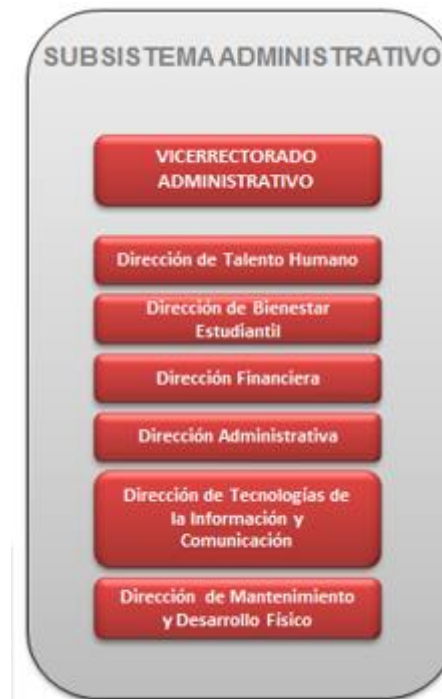 SUBSISTEMA ADMINISTRATIVO
VICERRECTORADO
ADMINISTRATIVO
Dirección de Talento Humano
Dirección de Bienestar
Estudiantil
Dirección Financiera
Dirección Administrativa
Dirección de Tecnologías de
la Información y
Comunicación
Dirección de Mantenimiento
y Desarrollo Físico